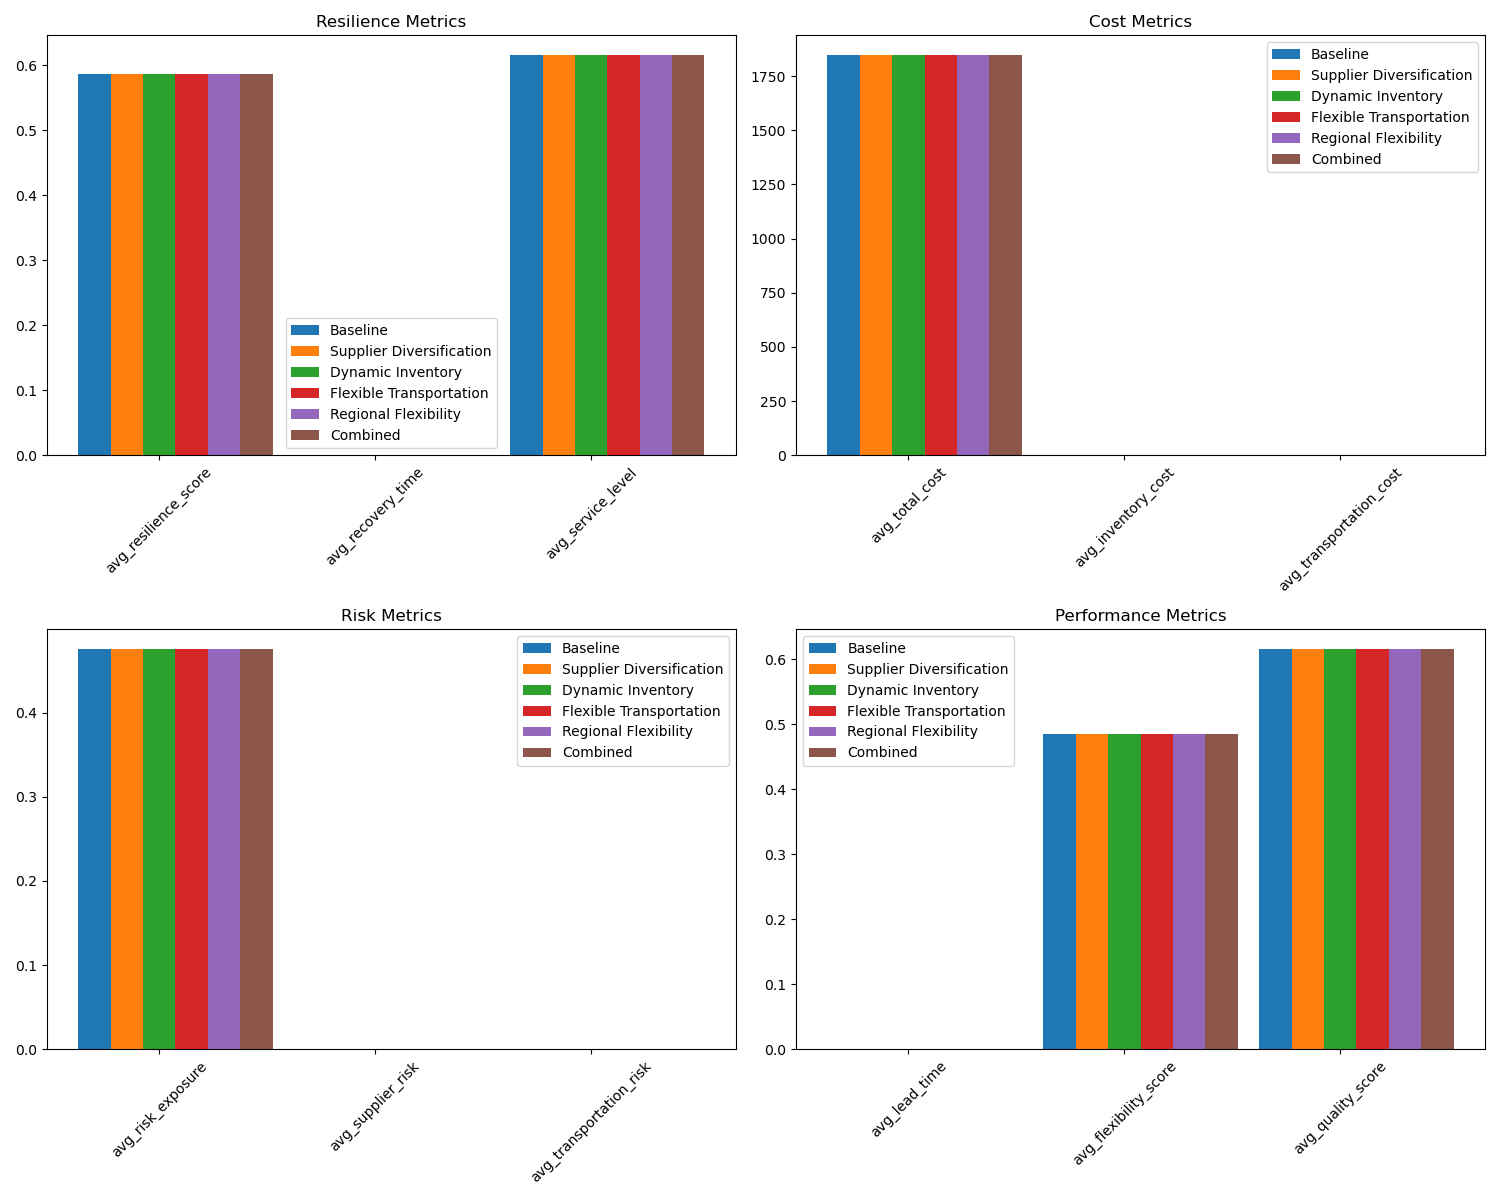 Resilience Metrics
0.6
0.5
0.4
0.3
0.2
0.1
0.0
Baseline
Supplier Diversification
Dynamic Inventory
Flexible Transportation
Regional Flexibility
Combined
avg_resilience_score
avg_recovery_time
avg_service_level
Cost Metrics
1750
1500
1250
1000
750
500
250
0
Baseline
Supplier Diversification
Dynamic Inventory
Flexible Transportation
Regional Flexibility
Combined
avg_total_cost
avg_inventory_cost
avg_transportation_cost
Risk Metrics
0.4
0.3
0.2
0.1
0.0
Baseline
Supplier Diversification
Dynamic Inventory
Flexible Transportation
Regional Flexibility
Combined
avg_risk_exposure
avg_supplier_risk
avg_transportation_risk
Performance Metrics
0.6
0.5
0.4
0.3
0.2
0.1
0.0
Baseline
Supplier Diversification
Dynamic Inventory
Flexible Transportation
Regional Flexibility
Combined
avg_lead_time
avg_flexibility_score
avg_quality_score